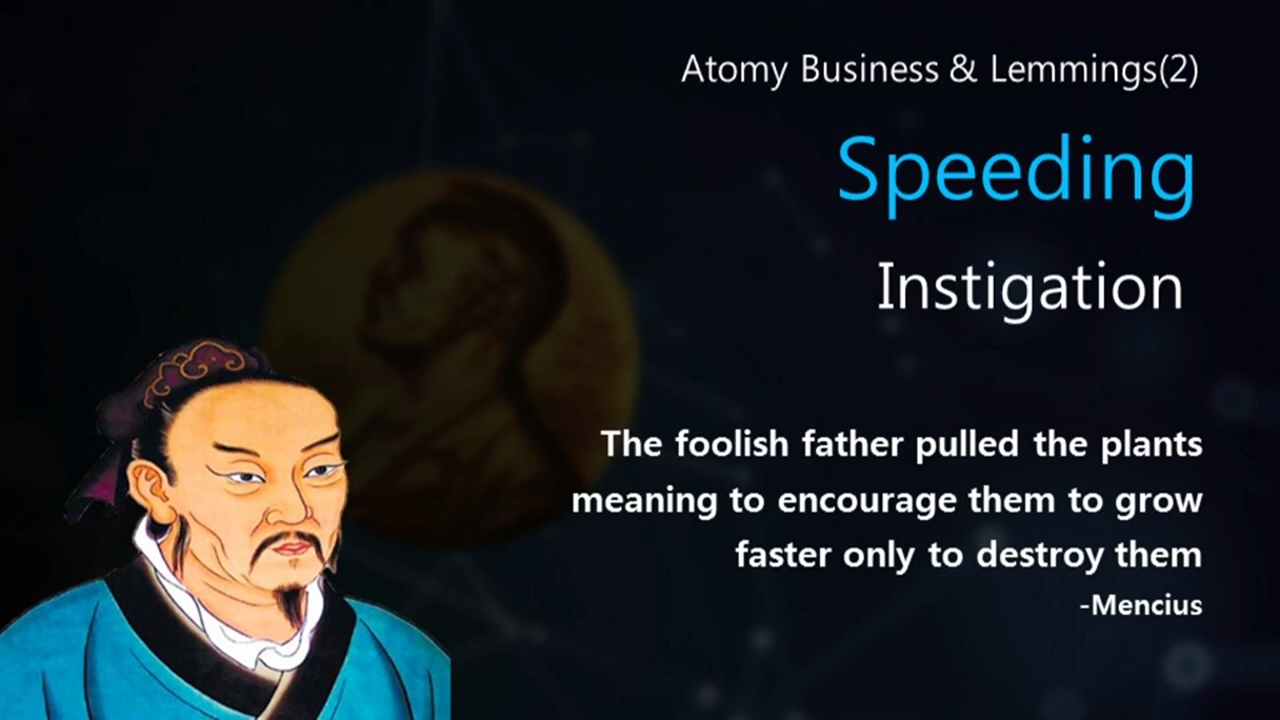 Atomy Business & Lemmings(2)
Speeding
Instigation
The foolish father pulled the plants
meaning to encourage them to grow
faster only to destroy them
-Mencius